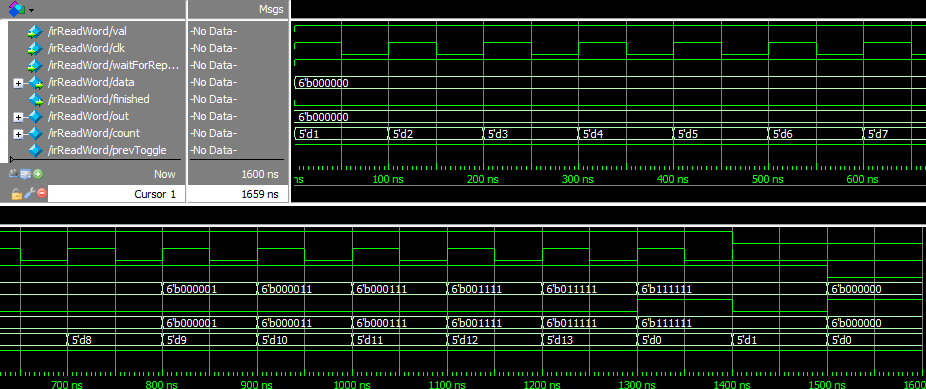 Msgs
/irReadWord/val -No Data-
/irReadWord/clk -No Data-
/irReadWord/waitForRep... -No Data-
/irReadWord/data -No Data- 6'b000000
/irReadWord/finished -No Data-
/irReadWord/out -No Data- 6'b000000
/irReadWord/count -No Data- 5'd1 5'd2 5'd3 5'd4 5'd5 5'd6 5'd7
/irReadWord/prevToggle -No Data-
Now 1600 ns ns 100 ns 200 ns 300 ns 400 ns 500 ns 600 ns
Cursor 1 1659 ns
6'b000001 6'b000011 6'b000111 6'b001111 6'b011111 6'b111111 6'b000000
6'b000001 6'b000011 6'b000111 6'b001111 6'b011111 6'b111111 6'b000000
5'd8 5'd9 5'd10 5'd11 5'd12 5'd13 5'd0 5'd1 5'd0
700 ns 800 ns 900 ns 1000 ns 1100 ns 1200 ns 1300 ns 1400 ns 1500 ns 1600